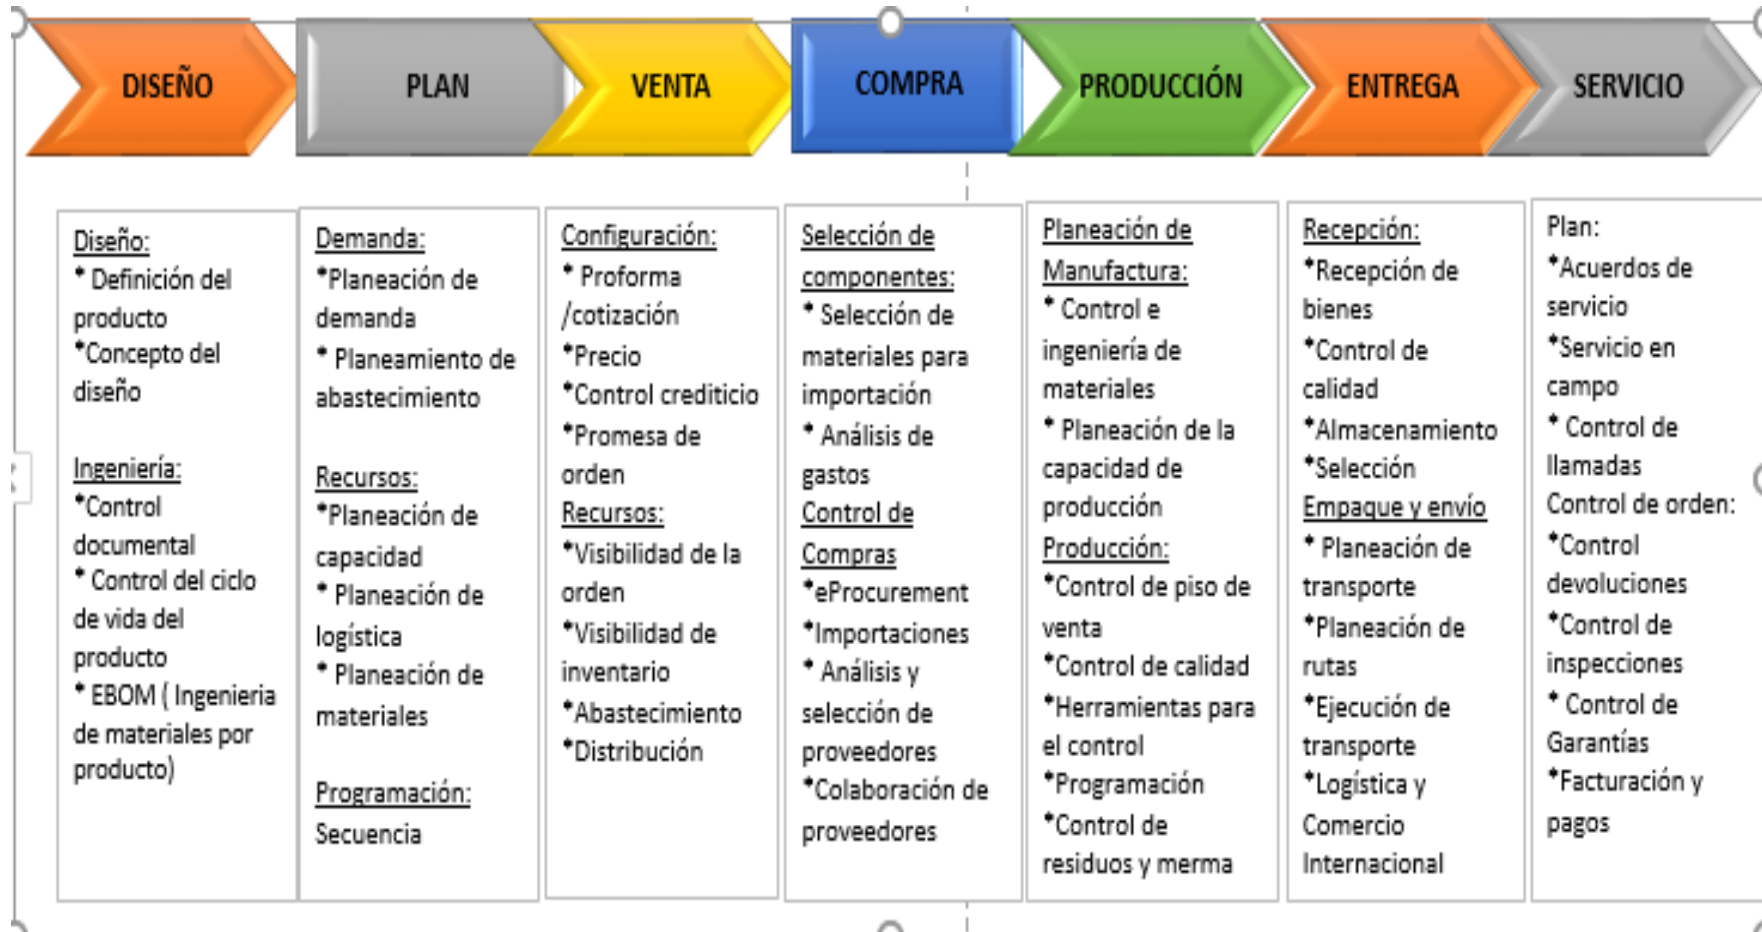 DISEÑO
PLAN
VENTA
COMPRA
PRODUCCIÓN
ENTREGA
SERVICIO
Diseño:
* Definición del
producto
*Concepto del
diseño
Ingeniería:
*Control
documental
* Control del ciclo
de vida del
producto
* EBOM ( Ingenieria
de materiales por
producto)
Demanda:
*Planeación de
demanda
* Planeamiento de
abastecimiento
Recursos:
*Planeación de
capacidad
* Planeación de
logística
* Planeación de
materiales
Programación:
Secuencia
Configuración:
* Proforma
/cotización
*Precio
*Control crediticio
*Promesa de
orden
Recursos:
*Visibilidad de la
orden
*Visibilidad de
inventario
*Abastecimiento
*Distribución
Selección de
componentes:
* Selección de
materiales para
importación
* Análisis de
gastos
Control de
Compras
*eProcurement
*Importaciones
* Análisis y
selección de
proveedores
*Colaboración de
proveedores
Planeación de
Manufactura:
* Control e
ingeniería de
materiales
* Planeación de la
capacidad de
producción
Producción:
*Control de piso de
venta
*Control de calidad
*Herramientas para
el control
*Programación
*Control de
residuos y merma
Recepción:
*Recepción de
bienes
*Control de
calidad
*Almacenamiento
*Selección
Empaque y envío
* Planeación de
transporte
*Planeación de
rutas
*Ejecución de
transporte
*Logística y
Comercio
Internacional
Plan:
*Acuerdos de
servicio
*Servicio en
campo
* Control de
llamadas
Control de orden:
*Control
devoluciones
*Control de
inspecciones
* Control de
Garantías
*Facturación y
pagos